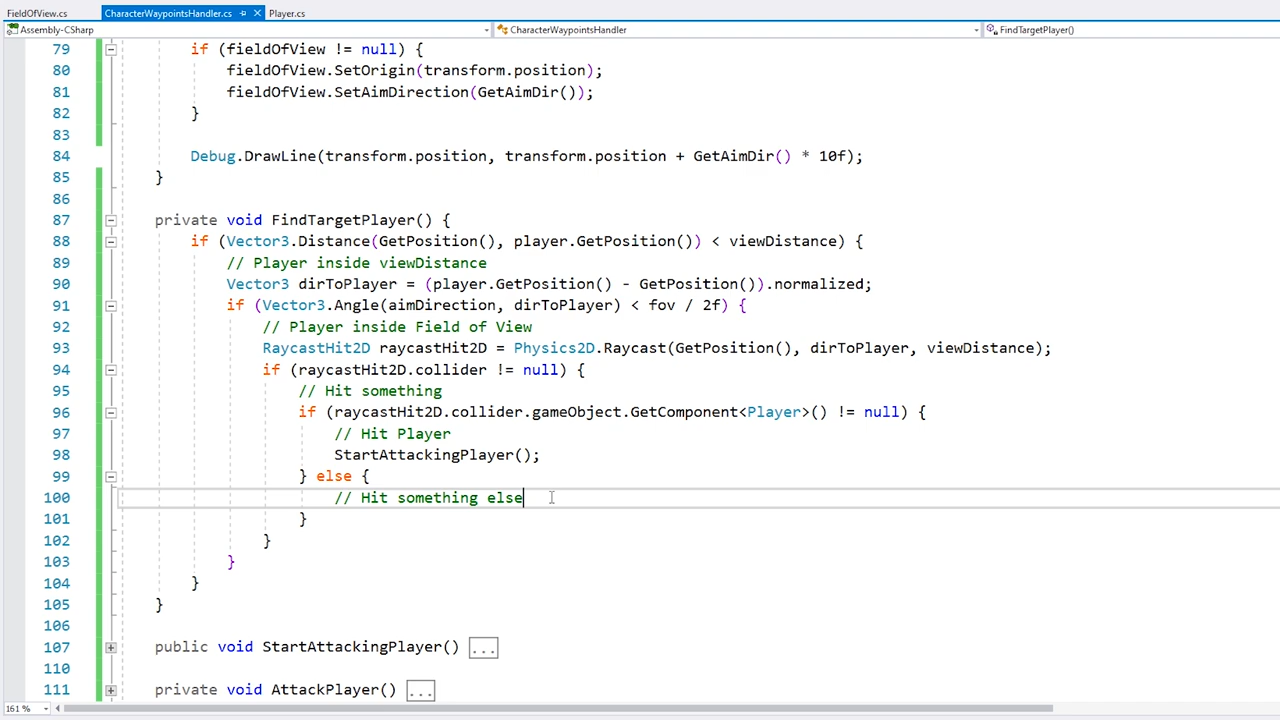 FieldOfView.cs CharacterWaypointsHandler.cs Player.cs
Assembly-CSharp CharacterWaypointsHandler FindTargetPlayer()
79 if (fieldOfView != null) {
80 fieldOfView.SetOrigin(transform.position);
81 fieldOfView.SetAimDirection(GetAimDir());
82 }
83
84 Debug.DrawLine(transform.position, transform.position + GetAimDir() * 10f);
85 }
86
87 private void FindTargetPlayer() {
88 if (Vector3.Distance(GetPosition(), player.GetPosition()) < viewDistance) {
89 // Player inside viewDistance
90 Vector3 dirToPlayer = (player.GetPosition() - GetPosition()).normalized;
91 if (Vector3.Angle(aimDirection, dirToPlayer) < fov / 2f) {
92 // Player inside Field of View
93 RaycastHit2D raycastHit2D = Physics2D.Raycast(GetPosition(), dirToPlayer, viewDistance);
94 if (raycastHit2D.collider != null) {
95 // Hit something
96 if (raycastHit2D.collider.gameObject.GetComponent<Player>() != null) {
97 // Hit Player
98 StartAttackingPlayer();
99 } else {
100 // Hit something else
101 }
102 }
103 }
104 }
105 }
106
107 public void StartAttackingPlayer() ...
110
111 private void AttackPlayer() ...
161 %